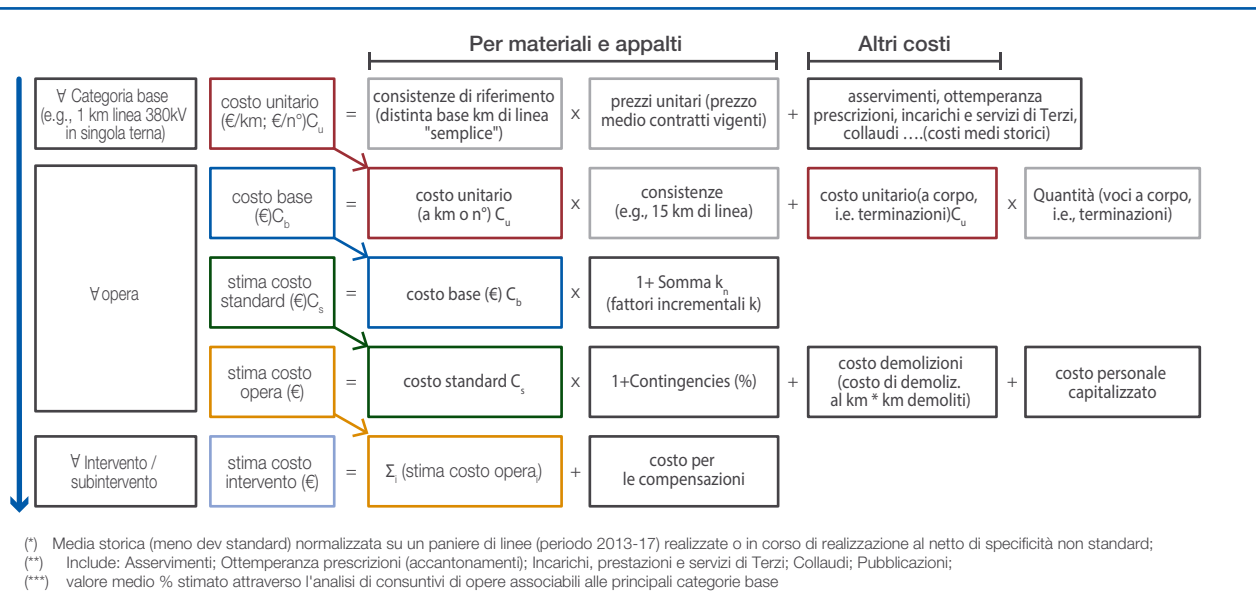 Per materiali e appalti
Altri costi
∀ Categoria base
(e.g., 1 km linea 380kV
in singola terna)
costo unitario
(€/km; €/n°)Cu
=
consistenze di riferimento
(distinta base km di linea
"semplice")
x
prezzi unitari (prezzo
medio contratti vigenti)
+
asservimenti, ottemperanza
prescrizioni, incarichi e servizi di Terzi,
collaudi ….(costi medi storici)
∀ opera
costo base
(€)Cb
=
costo unitario
(a km o n°) Cu
x
consistenze
(e.g., 15 km di linea)
+
costo unitario(a corpo,
i.e. terminazioni)Cu
x
Quantità (voci a corpo,
i.e., terminazioni)
stima costo
standard (€)Cs
=
costo base (€) Cb
x
1+ Somma kn
(fattori incrementali k)
stima costo
opera (€)
=
costo standard Cs
x
1+Contingencies (%)
+
costo demolizioni
(costo di demoliz.
al km * km demoliti)
+
costo personale
capitalizzato
∀ Intervento /
subintervento
stima costo
intervento (€)
=
Σi (stima costo operai)
+
costo per
le compensazioni
(*) Media storica (meno dev standard) normalizzata su un paniere di linee (periodo 2013-17) realizzate o in corso di realizzazione al netto di specificità non standard;
(**) Include: Asservimenti; Ottemperanza prescrizioni (accantonamenti); Incarichi, prestazioni e servizi di Terzi; Collaudi; Pubblicazioni;
(***) valore medio % stimato attraverso l'analisi di consuntivi di opere associabili alle principali categorie base